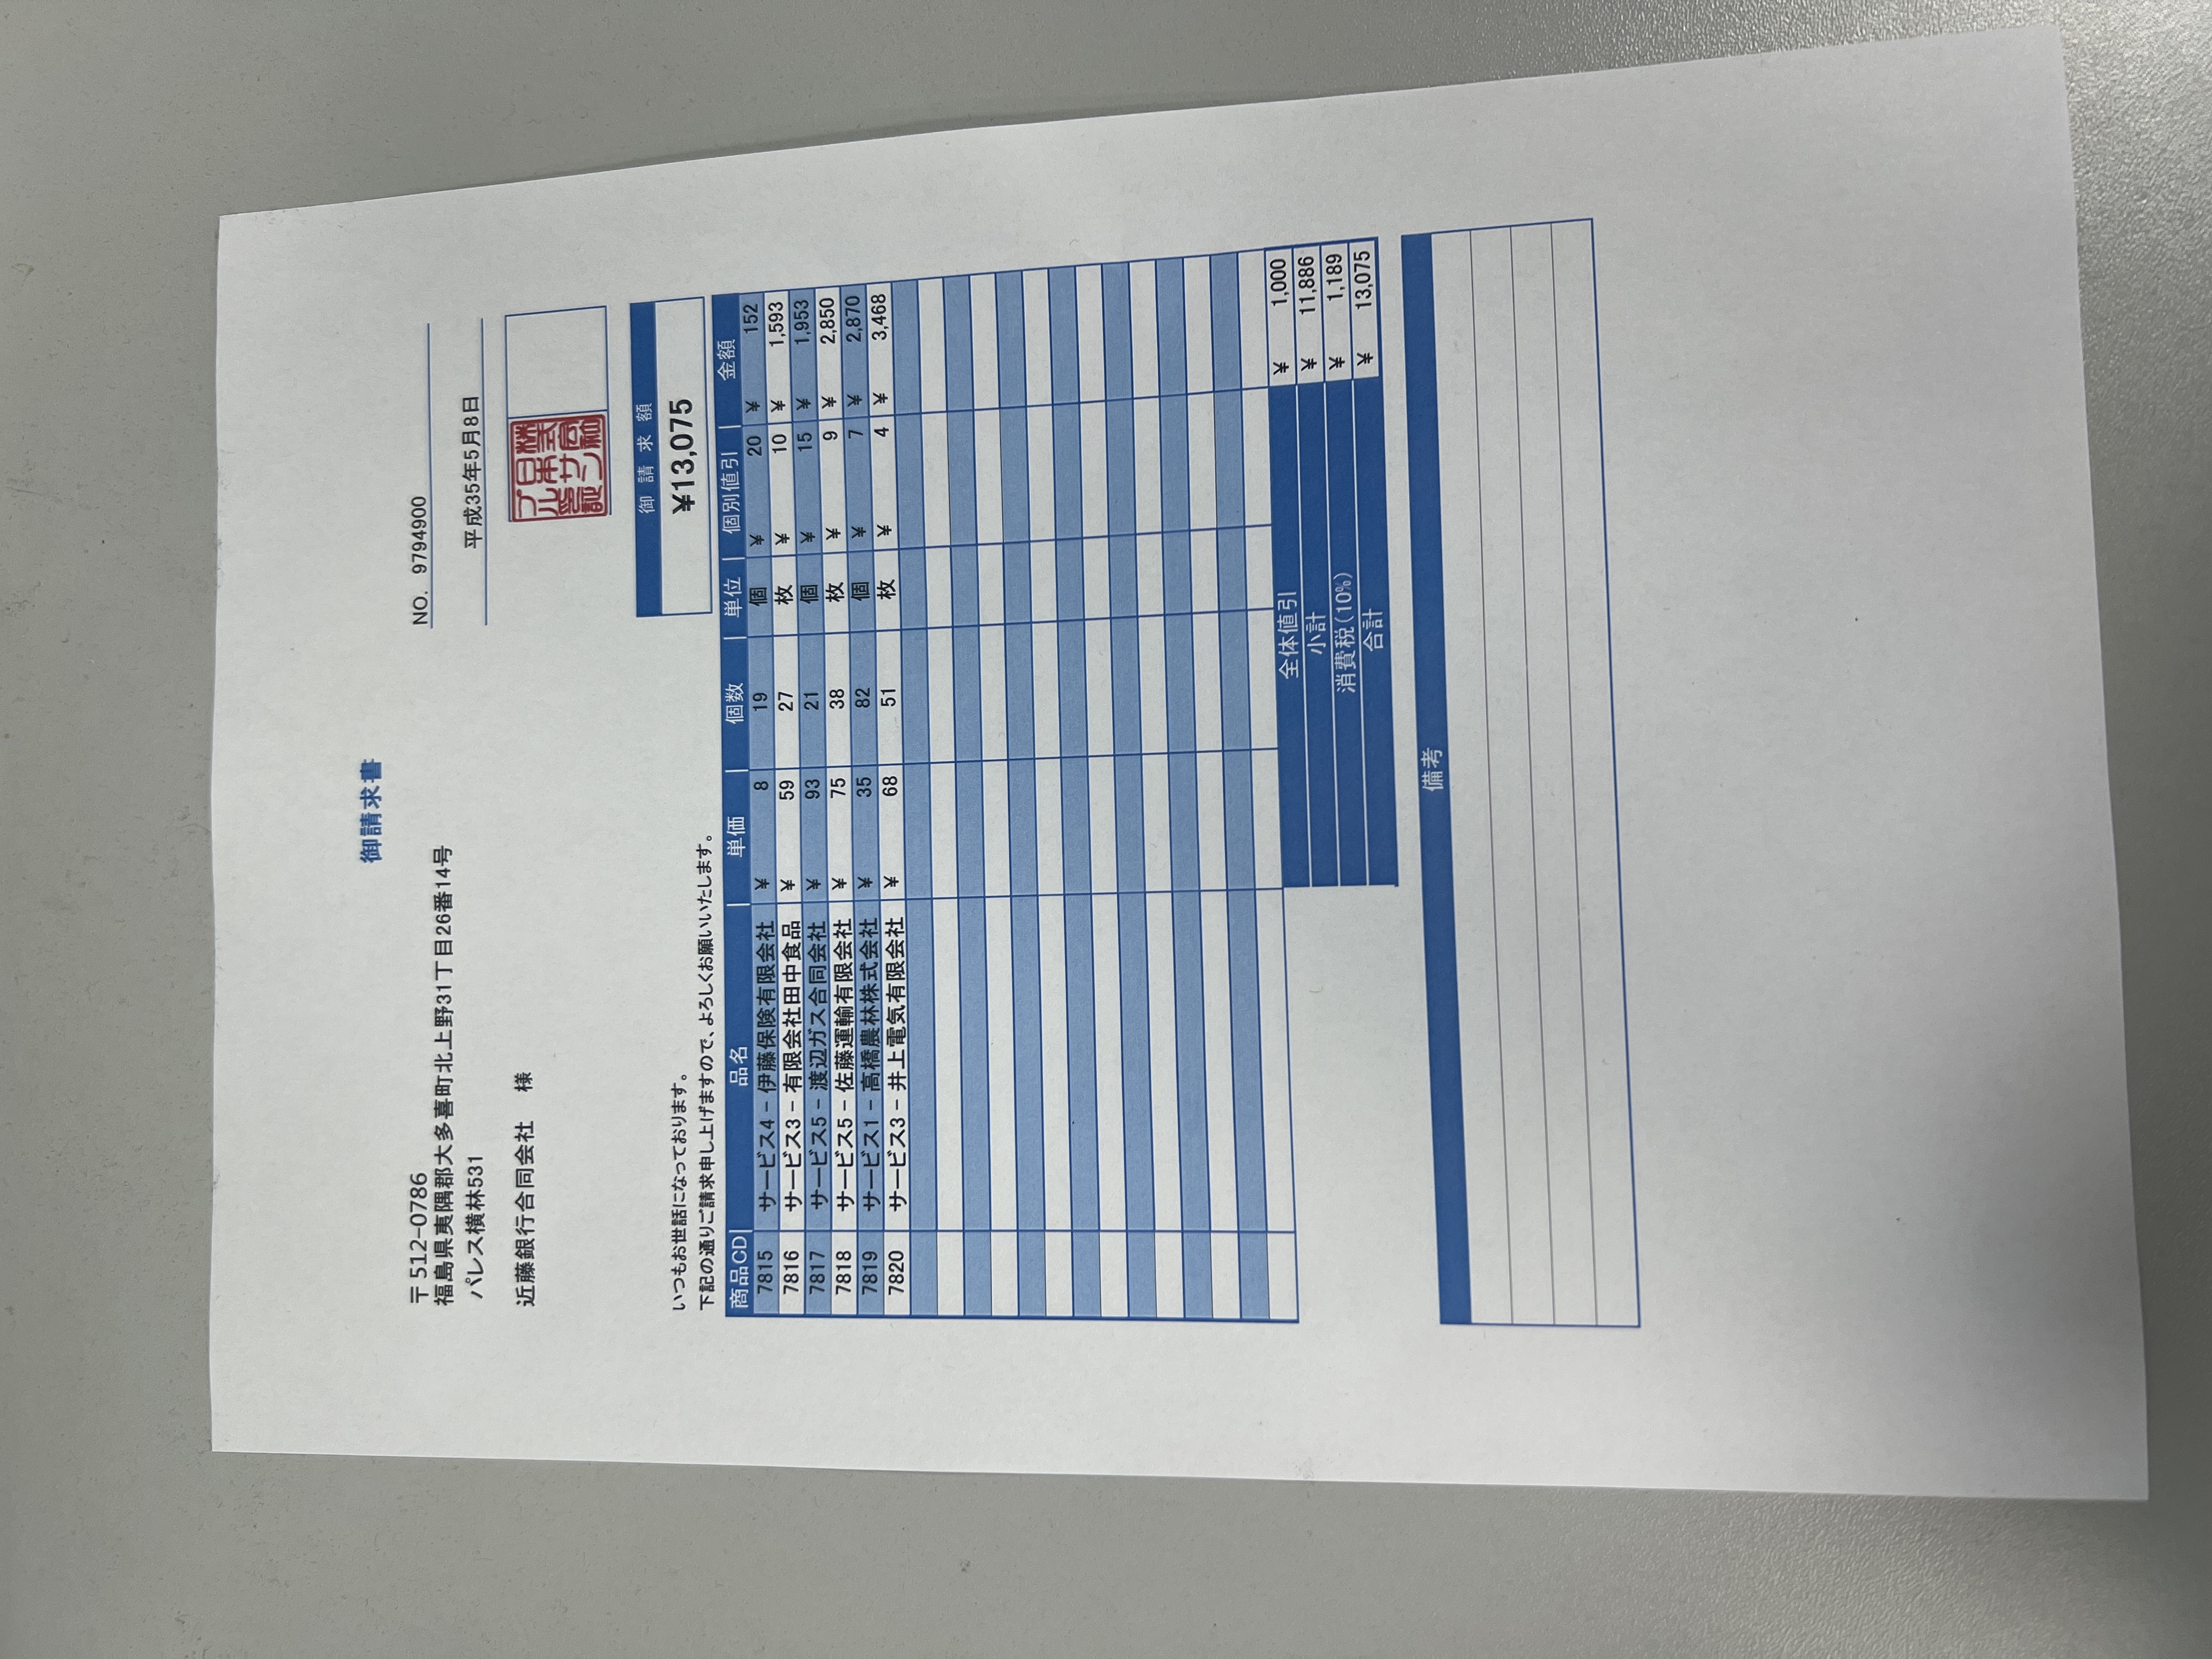 御請求書
〒512-0786
福島県夷隅郡大多喜町北上野31丁目26番14号
パレス横林531
近藤銀行合同会社 様
NO. 9794900
平成35年5月8日
株式会社
日本サン
プル印証
御請求額
¥13,075
いつもお世話になっております。
下記の通りご請求申し上げますので、よろしくお願いいたします。
商品CD 品名 単価 個数 単位 個別値引 金額
7815 サービス4 - 伊藤保険有限会社 ¥ 8 19 個 ¥ 20 ¥ 152
7816 サービス3 - 有限会社田中食品 ¥ 59 27 枚 ¥ 10 ¥ 1,593
7817 サービス5 - 渡辺ガス合同会社 ¥ 93 21 個 ¥ 15 ¥ 1,953
7818 サービス5 - 佐藤運輸有限会社 ¥ 75 38 枚 ¥ 9 ¥ 2,850
7819 サービス1 - 高橋農林株式会社 ¥ 35 82 個 ¥ 7 ¥ 2,870
7820 サービス3 - 井上電気有限会社 ¥ 68 51 枚 ¥ 4 ¥ 3,468
全体値引 ¥ 1,000
小計 ¥ 11,886
消費税(10%) ¥ 1,189
合計 ¥ 13,075
備考